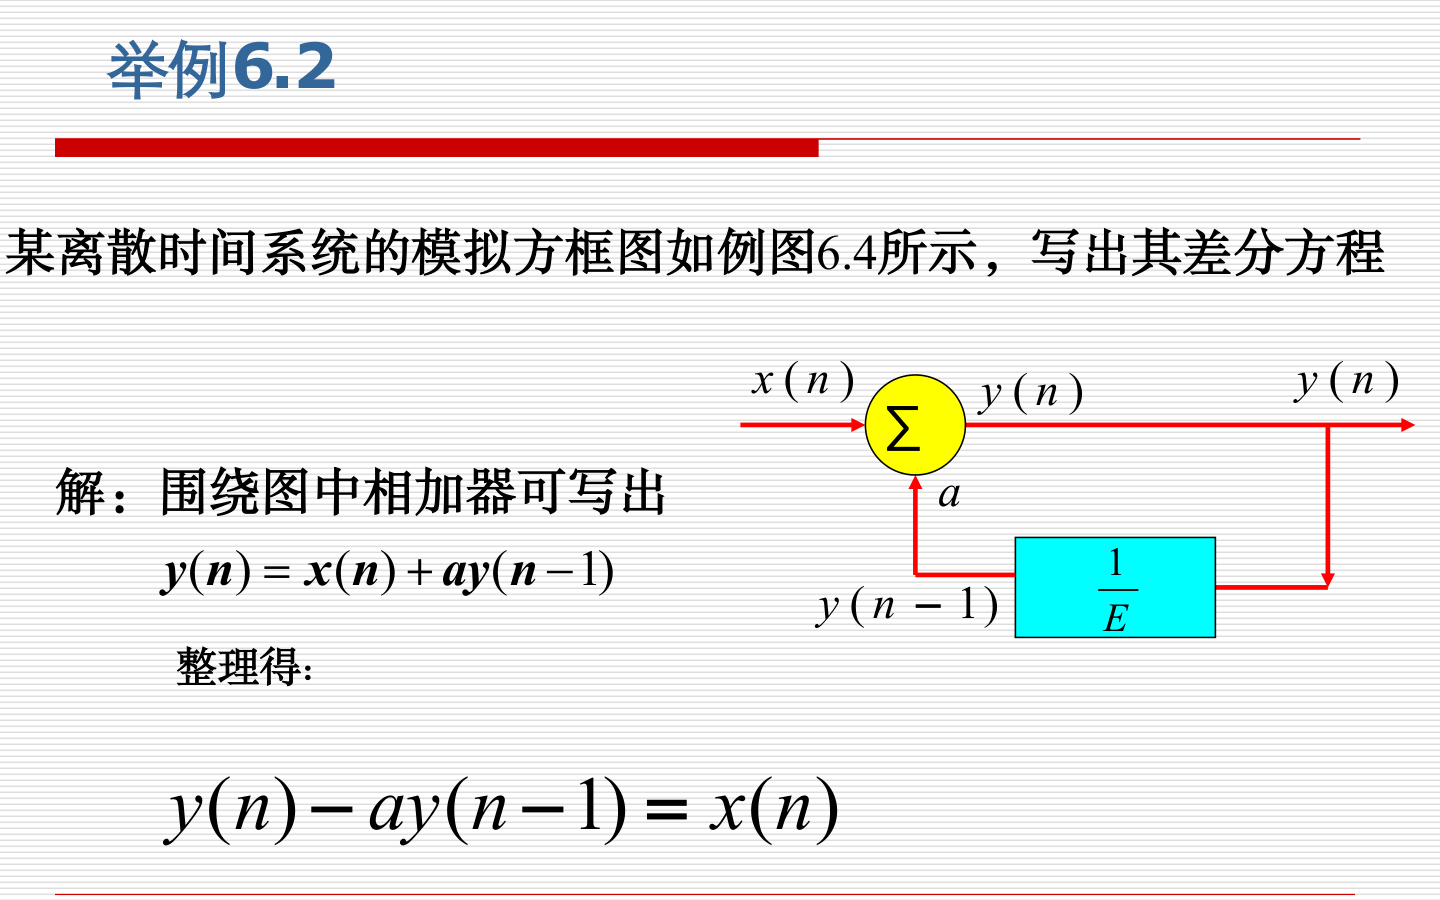 举例6.2
某离散时间系统的模拟方框图如例图6.4所示，写出其差分方程
x(n)
y(n)
y(n)
Σ
a
解：围绕图中相加器可写出
y(n) = x(n) + ay(n−1)
1
E
y(n − 1)
整理得:
y(n) − ay(n−1) = x(n)